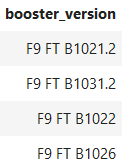 booster_version
F9 FT B1021.2
F9 FT B1031.2
F9 FT B1022
F9 FT B1026